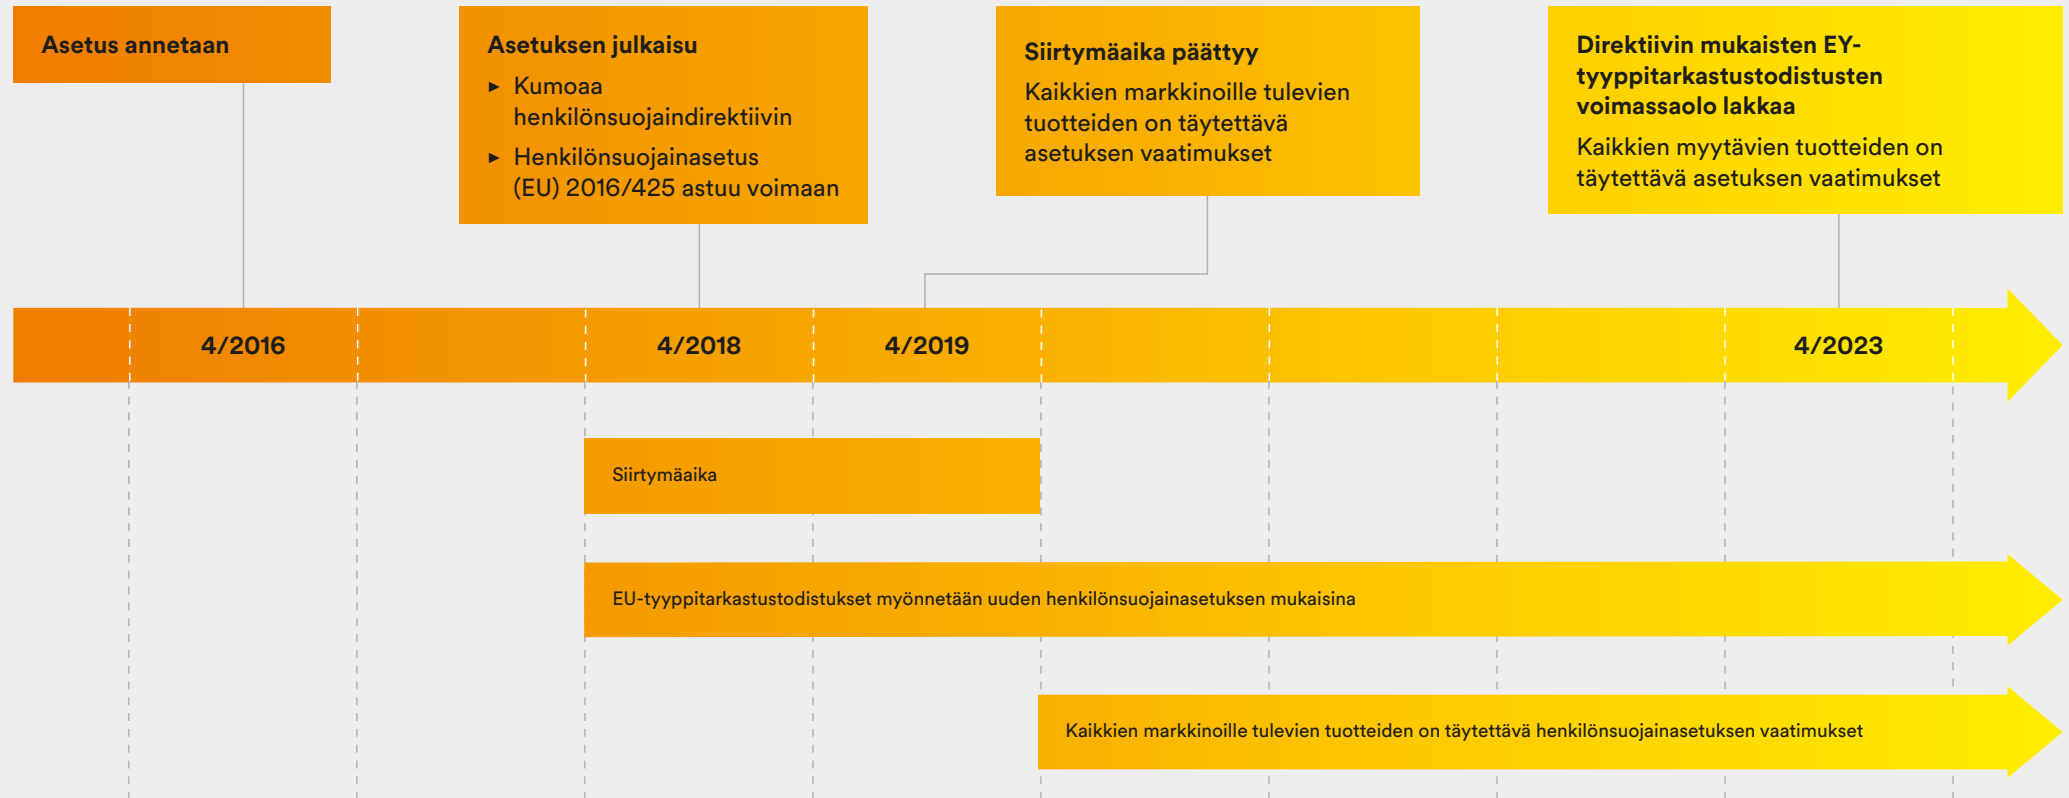 Asetus annetaan
Asetuksen julkaisu
► Kumoaa
henkilönsuojaindirektiivin
► Henkilönsuojainasetus
(EU) 2016/425 astuu voimaan
Siirtymäaika päättyy
Kaikkien markkinoille tulevien
tuotteiden on täytettävä
asetuksen vaatimukset
Direktiivin mukaisten EY-
tyyppitarkastustodistusten
voimassaolo lakkaa
Kaikkien myytävien tuotteiden on
täytettävä asetuksen vaatimukset
4/2016
4/2018
4/2019
4/2023
Siirtymäaika
EU-tyyppitarkastustodistukset myönnetään uuden henkilönsuojainasetuksen mukaisina
Kaikkien markkinoille tulevien tuotteiden on täytettävä henkilönsuojainasetuksen vaatimukset